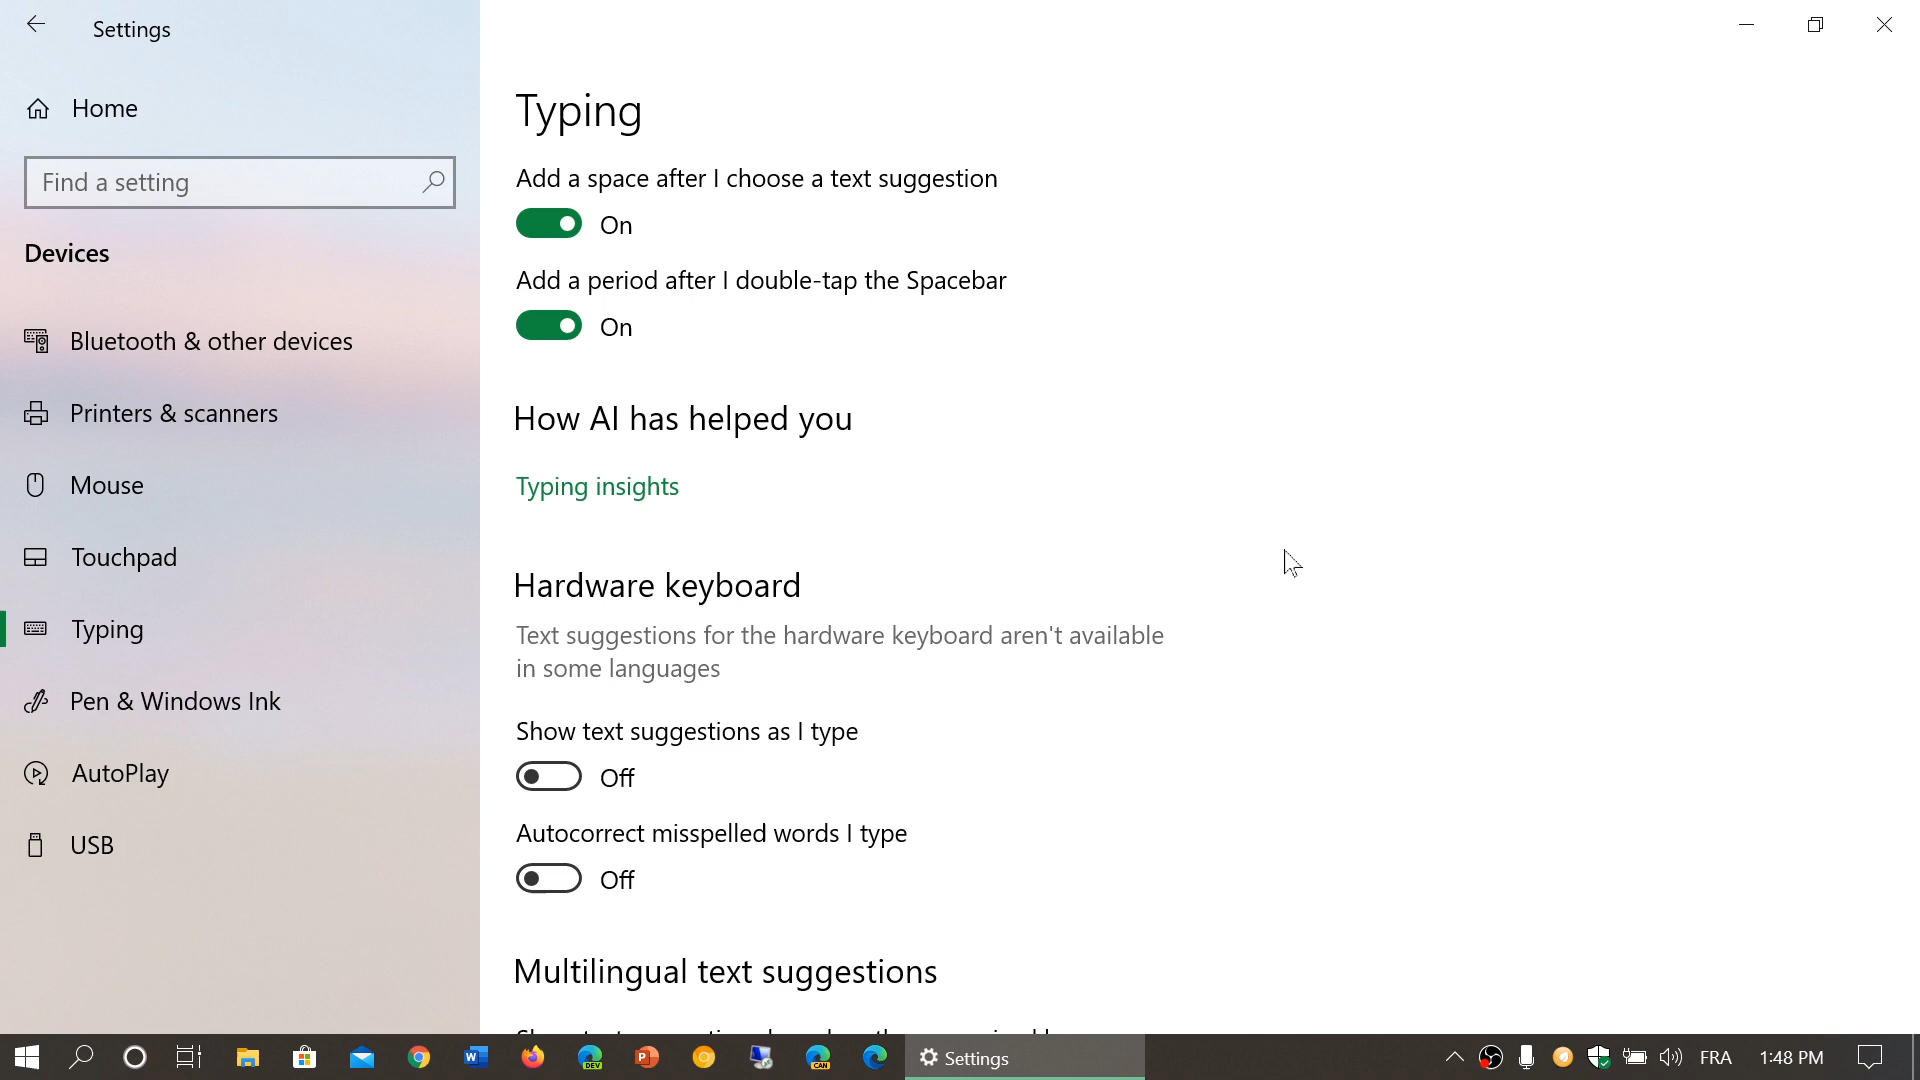 Settings
Home
Find a setting
Devices
Bluetooth & other devices
Printers & scanners
Mouse
Touchpad
Typing
Pen & Windows Ink
AutoPlay
USB
Typing
Add a space after I choose a text suggestion
On
Add a period after I double-tap the Spacebar
On
How AI has helped you
Typing insights
Hardware keyboard
Text suggestions for the hardware keyboard aren't available
in some languages
Show text suggestions as I type
Off
Autocorrect misspelled words I type
Off
Multilingual text suggestions
DEV
CAN
Settings
FRA
1:48 PM